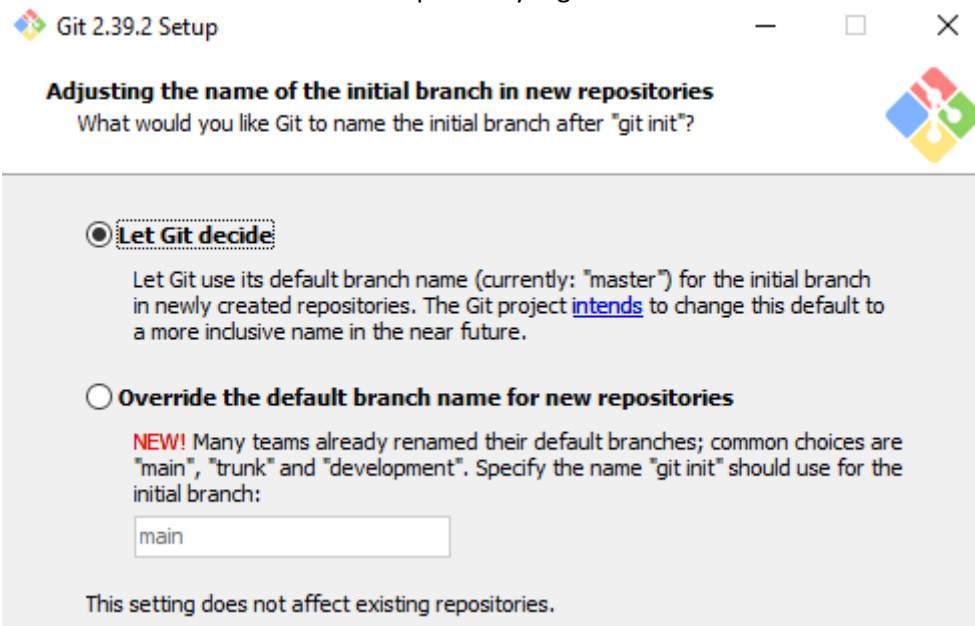 Git 2.39.2 Setup
Adjusting the name of the initial branch in new repositories
What would you like Git to name the initial branch after "git init"?
Let Git decide
Let Git use its default branch name (currently: "master") for the initial branch
in newly created repositories. The Git project intends to change this default to
a more inclusive name in the near future.
Override the default branch name for new repositories
NEW! Many teams already renamed their default branches; common choices are
"main", "trunk" and "development". Specify the name "git init" should use for the
initial branch:
main
This setting does not affect existing repositories.